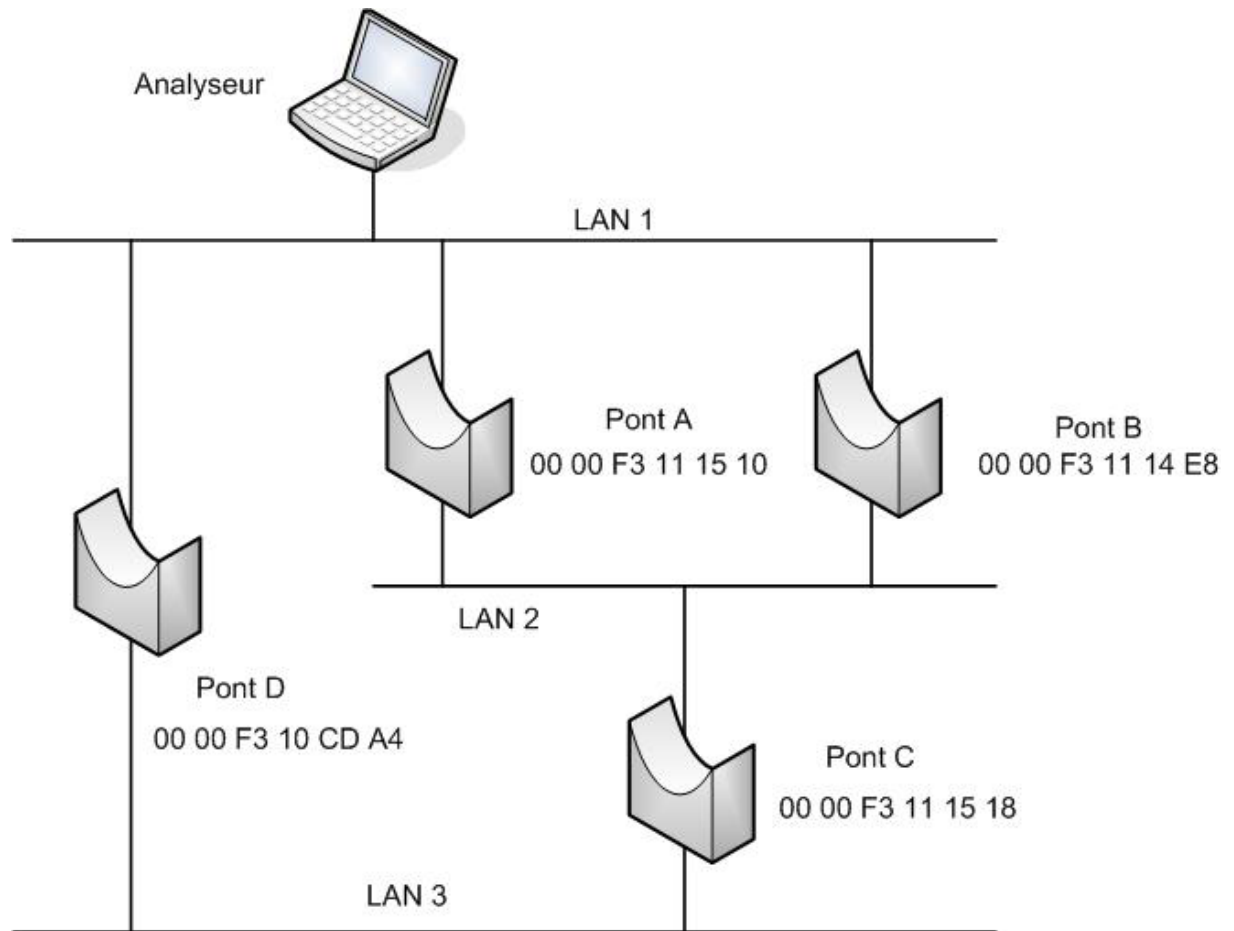 Analyseur
LAN 1
Pont A
00 00 F3 11 15 10
Pont B
00 00 F3 11 14 E8
LAN 2
Pont D
00 00 F3 10 CD A4
Pont C
00 00 F3 11 15 18
LAN 3